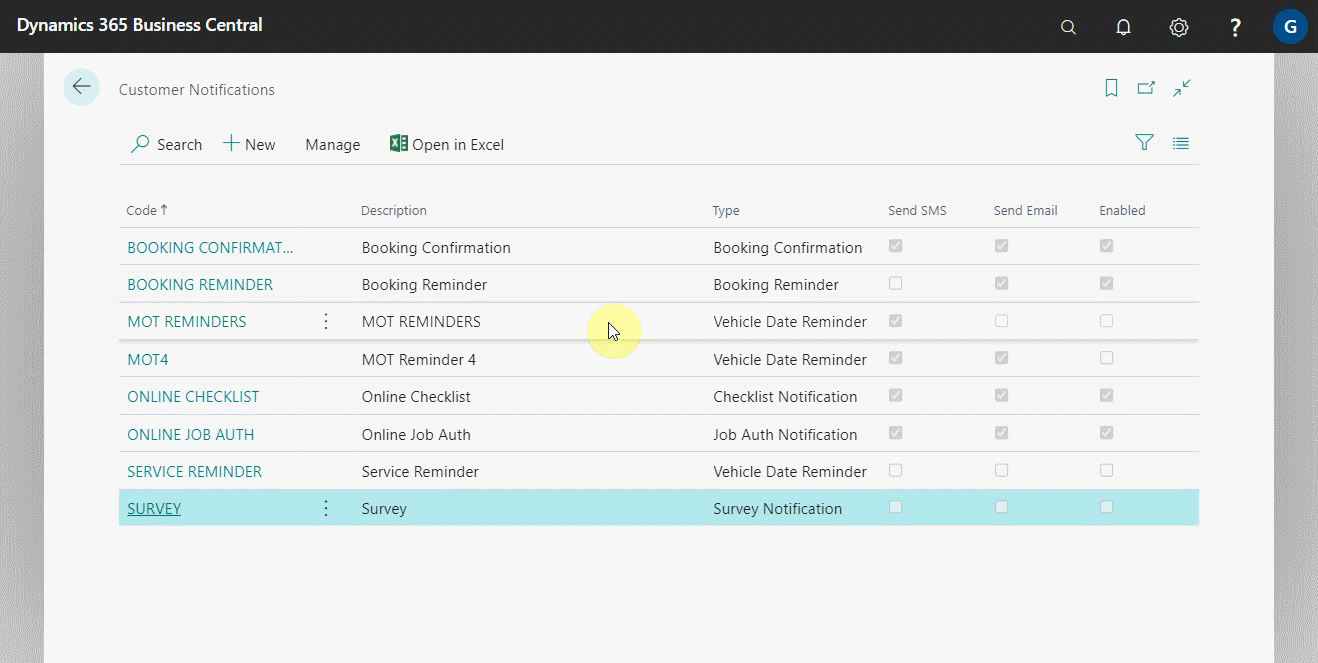 Dynamics 365 Business Central
? G
Customer Notifications
Search New Manage Open in Excel
Code ↑ Description Type Send SMS Send Email Enabled
BOOKING CONFIRMAT... Booking Confirmation Booking Confirmation
BOOKING REMINDER Booking Reminder Booking Reminder
MOT REMINDERS MOT REMINDERS Vehicle Date Reminder
MOT4 MOT Reminder 4 Vehicle Date Reminder
ONLINE CHECKLIST Online Checklist Checklist Notification
ONLINE JOB AUTH Online Job Auth Job Auth Notification
SERVICE REMINDER Service Reminder Vehicle Date Reminder
SURVEY Survey Survey Notification